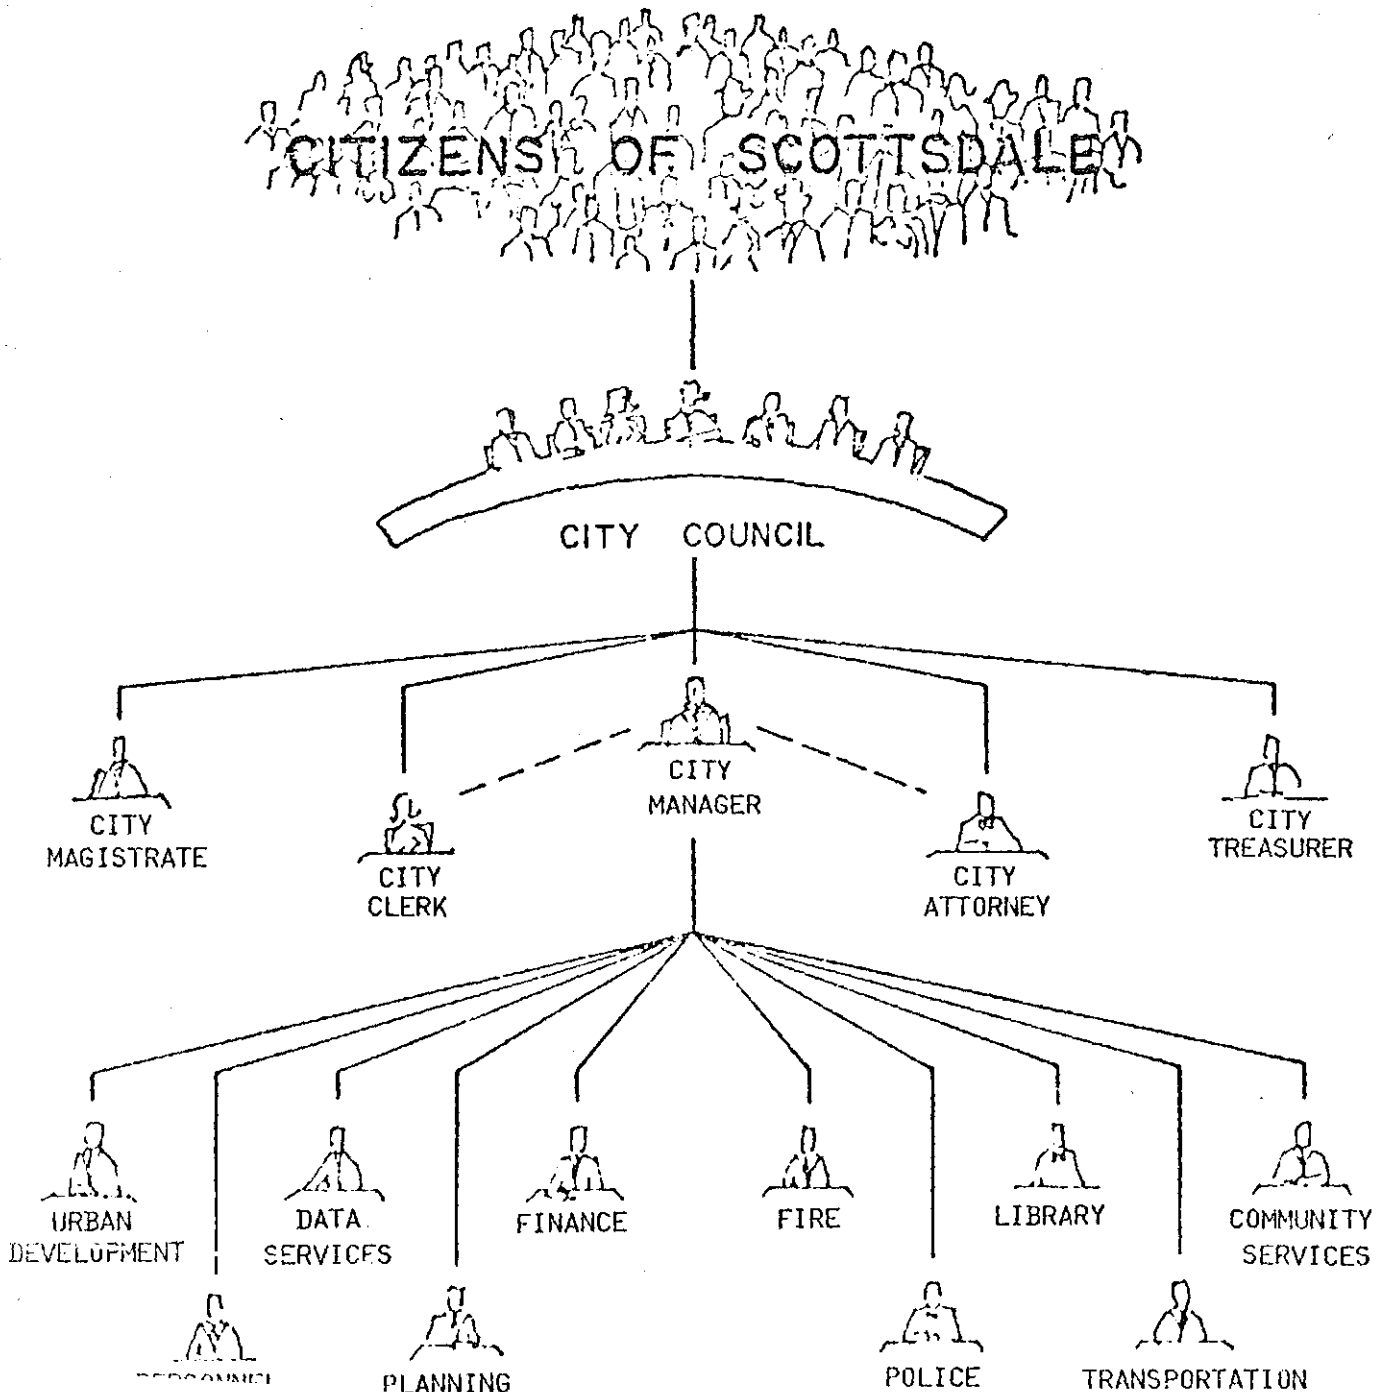 CITIZENS OF SCOTTSDALE
CITY COUNCIL
CITY
MANAGER
CITY
MAGISTRATE
CITY
CLERK
CITY
ATTORNEY
CITY
TREASURER
URBAN
DEVELOPMENT
DATA
SERVICES
FINANCE
FIRE
LIBRARY
COMMUNITY
SERVICES
PERSONNEL
PLANNING
POLICE
TRANSPORTATION